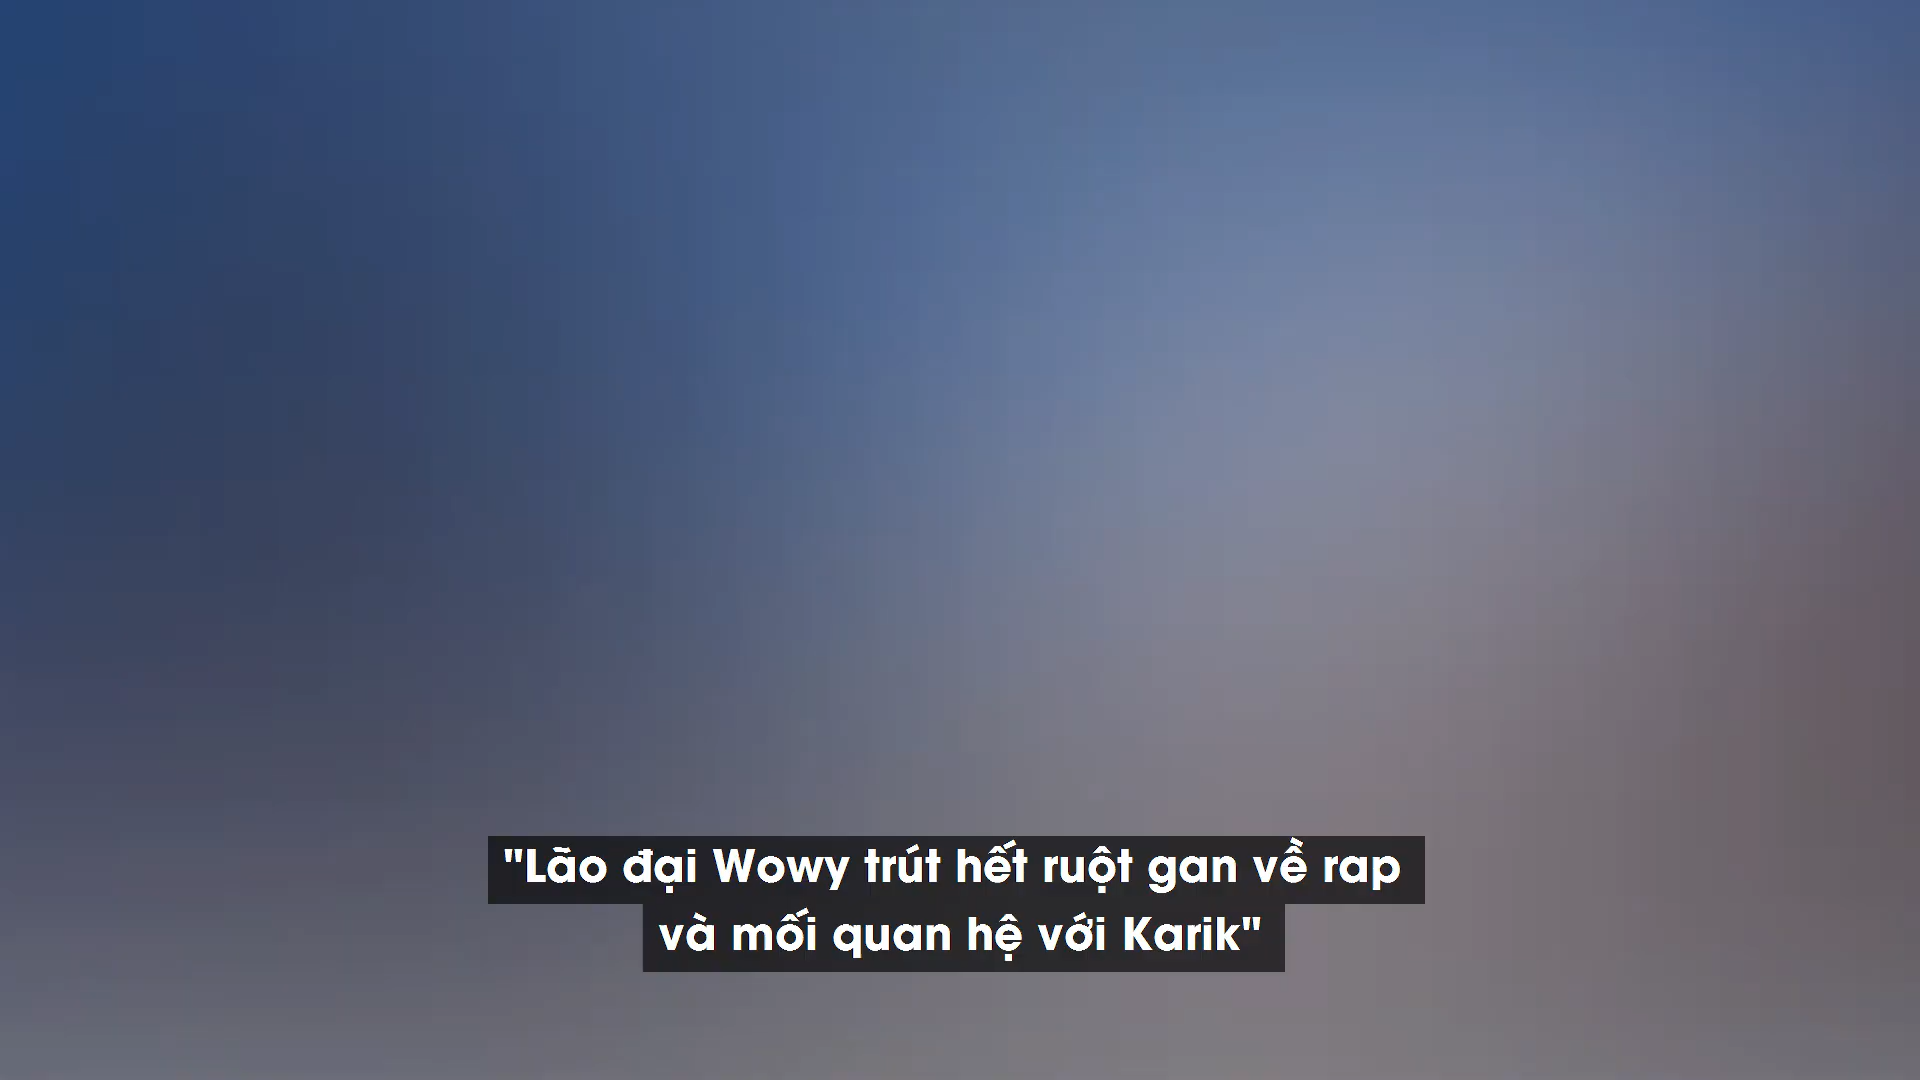 "Lão đại Wowy trút hết ruột gan về rap
và mối quan hệ với Karik"